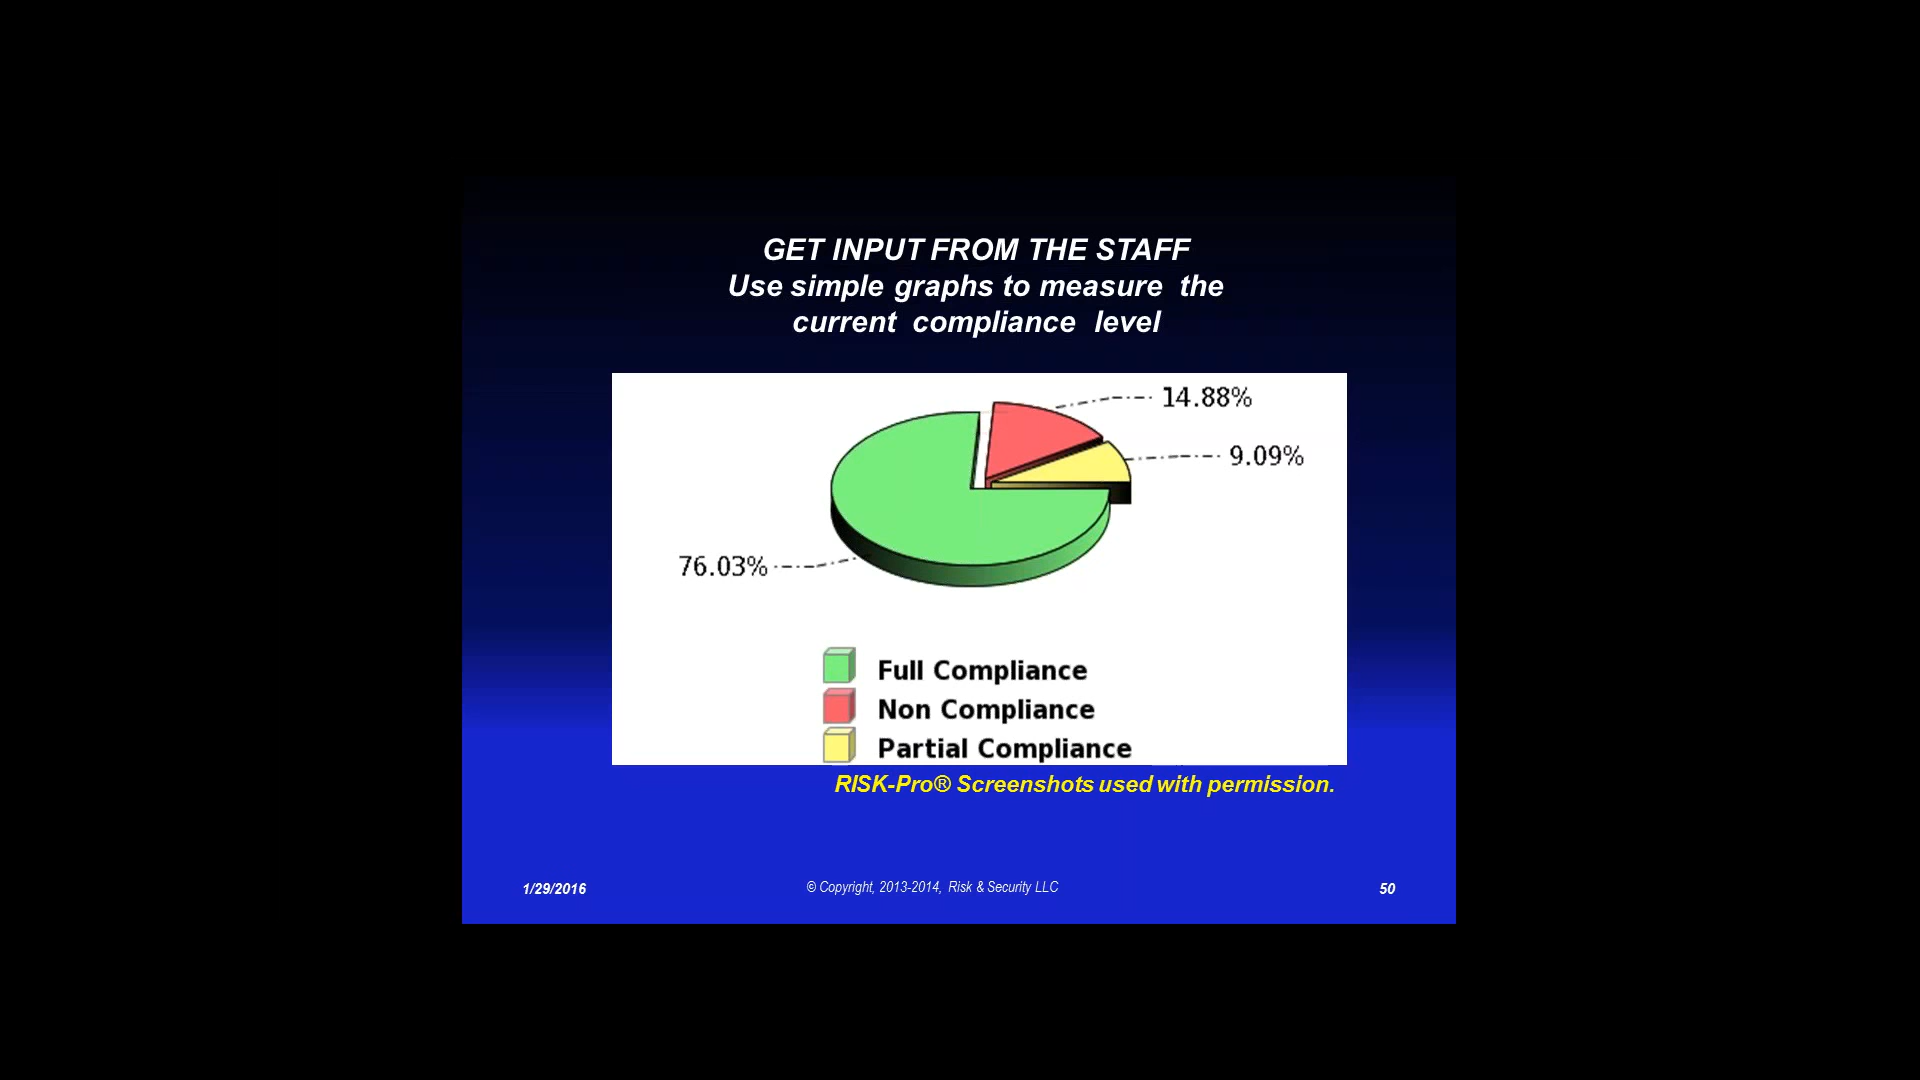 GET INPUT FROM THE STAFF
Use simple graphs to measure the
current compliance level
14.88%
9.09%
76.03%
Full Compliance
Non Compliance
Partial Compliance
RISK-Pro® Screenshots used with permission.
1/29/2016
© Copyright, 2013-2014, Risk & Security LLC
50